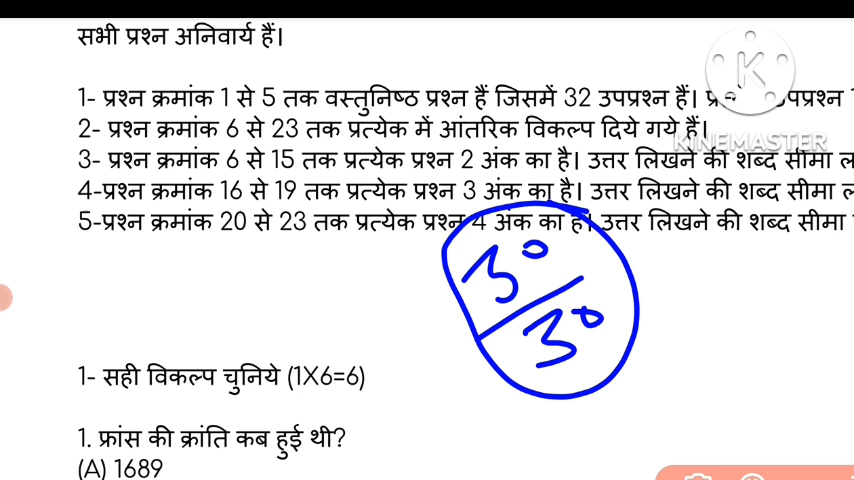 सभी प्रश्न अनिवार्य हैं।
1- प्रश्न क्रमांक 1 से 5 तक वस्तुनिष्ठ प्रश्न हैं जिसमें 32 उपप्रश्न हैं।
2- प्रश्न क्रमांक 6 से 23 तक प्रत्येक में आंतरिक विकल्प दिये गये हैं।
KINEMASTER
3- प्रश्न क्रमांक 6 से 15 तक प्रत्येक प्रश्न 2 अंक का है। उत्तर लिखने की शब्द सीमा
4-प्रश्न क्रमांक 16 से 19 तक प्रत्येक प्रश्न 3 अंक का है। उत्तर लिखने की शब्द सीमा
5-प्रश्न क्रमांक 20 से 23 तक प्रत्येक प्रश्न 4 अंक का है। उत्तर लिखने की शब्द सीमा
30/30
1- सही विकल्प चुनिये (1X6=6)
1. फ्रांस की क्रांति कब हुई थी?
(A) 1689